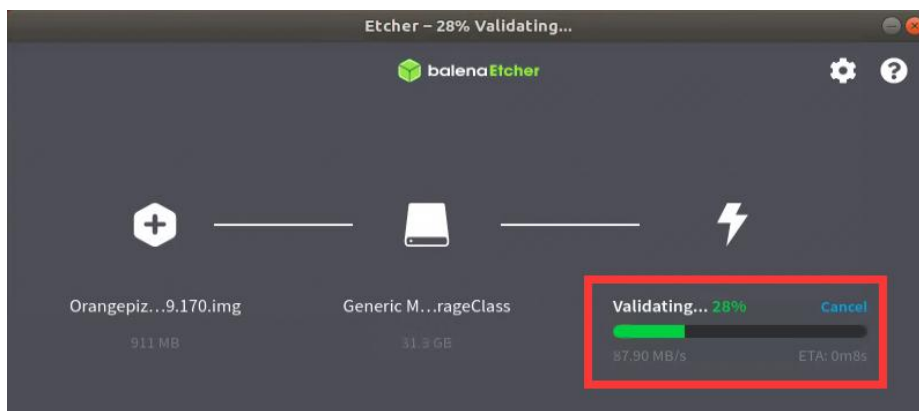 Etcher – 28% Validating...
balenaEtcher
Orangepiz...9.170.img
911 MB
Generic M...rageClass
31.9 GB
Validating... 28%
Cancel
87.90 MB/s
ETA: 0m8s